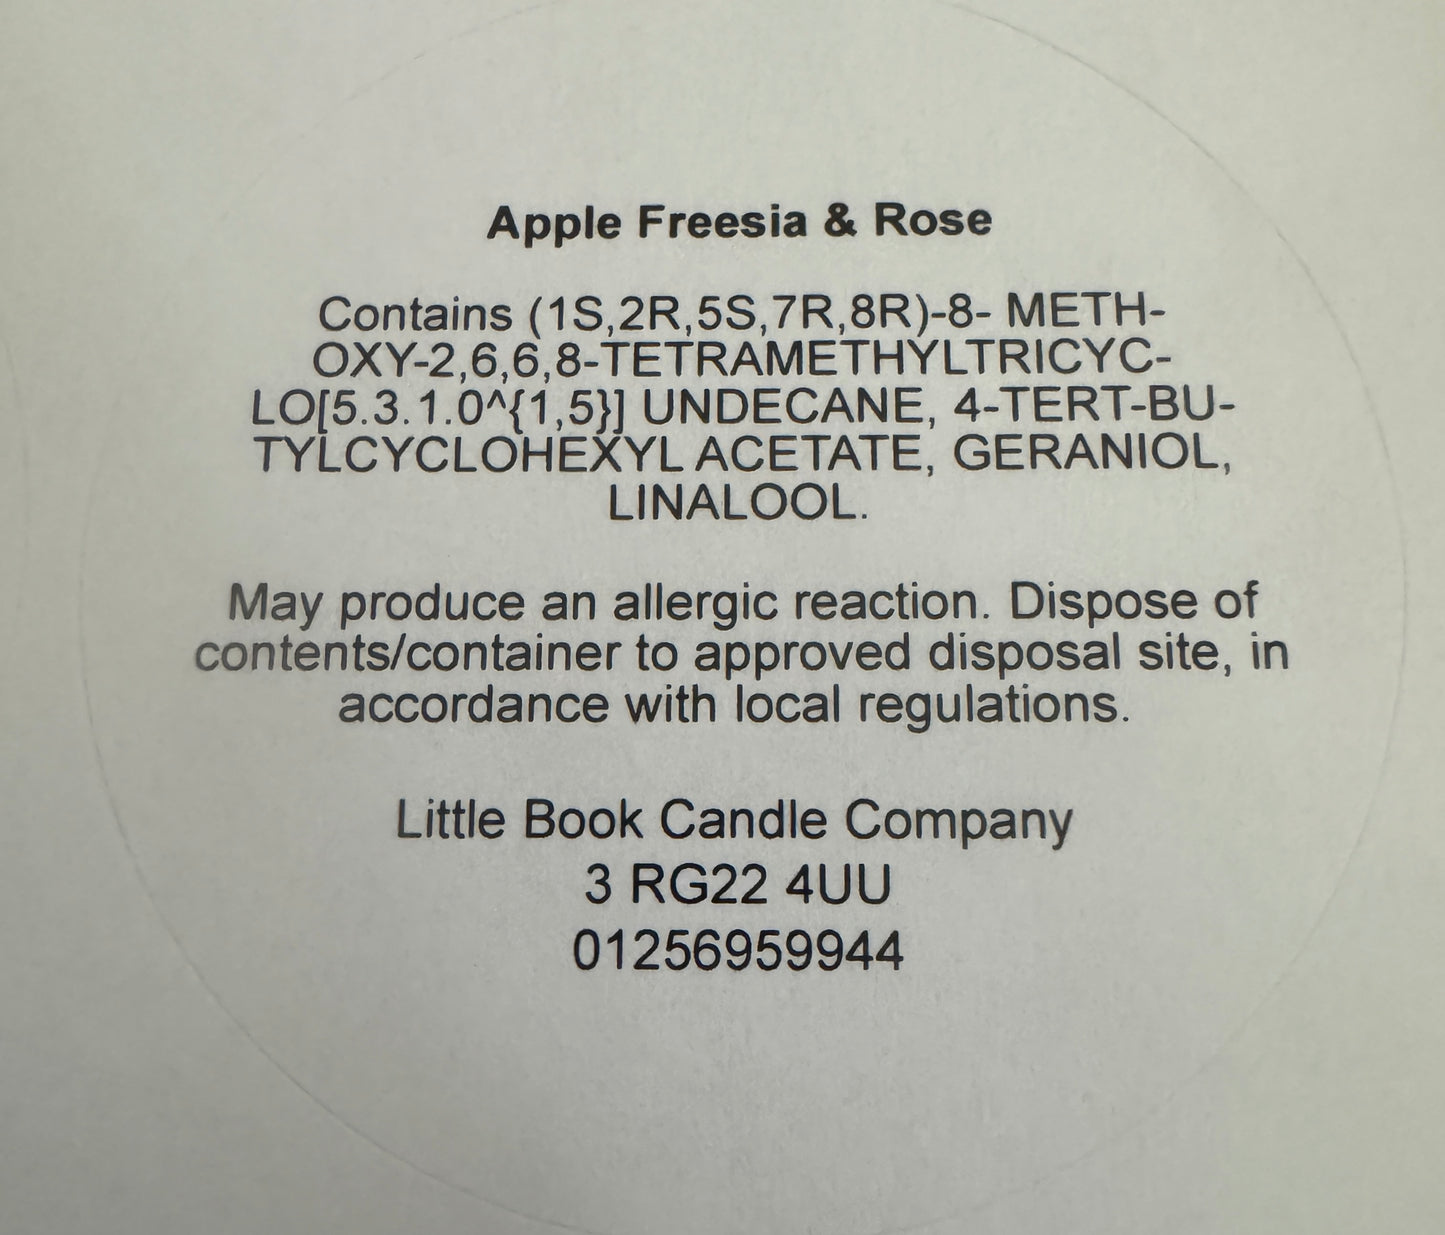 Apple Freesia & Rose
Contains (1S,2R,5S,7R,8R)-8- METH-
OXY-2,6,6,8-TETRAMETHYLTRICYC-
LO[5.3.1.0^{1,5}] UNDECANE, 4-TERT-BU-
TYLCYCLOHEXYL ACETATE, GERANIOL,
LINALOOL.
May produce an allergic reaction. Dispose of
contents/container to approved disposal site, in
accordance with local regulations.
Little Book Candle Company
3 RG22 4UU
01256959944